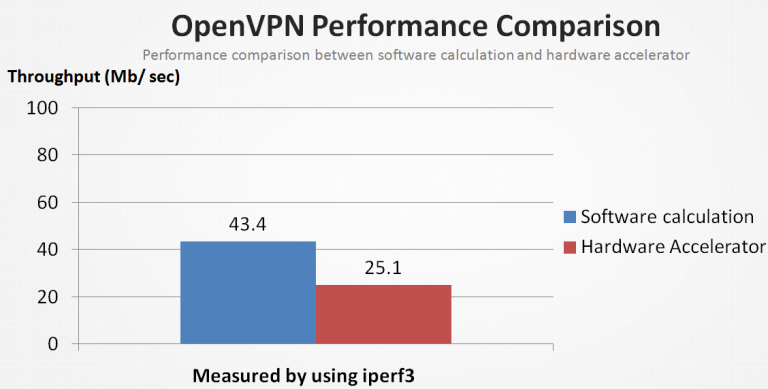 OpenVPN Performance Comparison
Performance comparison between software calculation and hardware accelerator
Throughput (Mb/ sec)
100
80
60
40
20
0
43.4
25.1
Software calculation
Hardware Accelerator
Measured by using iperf3